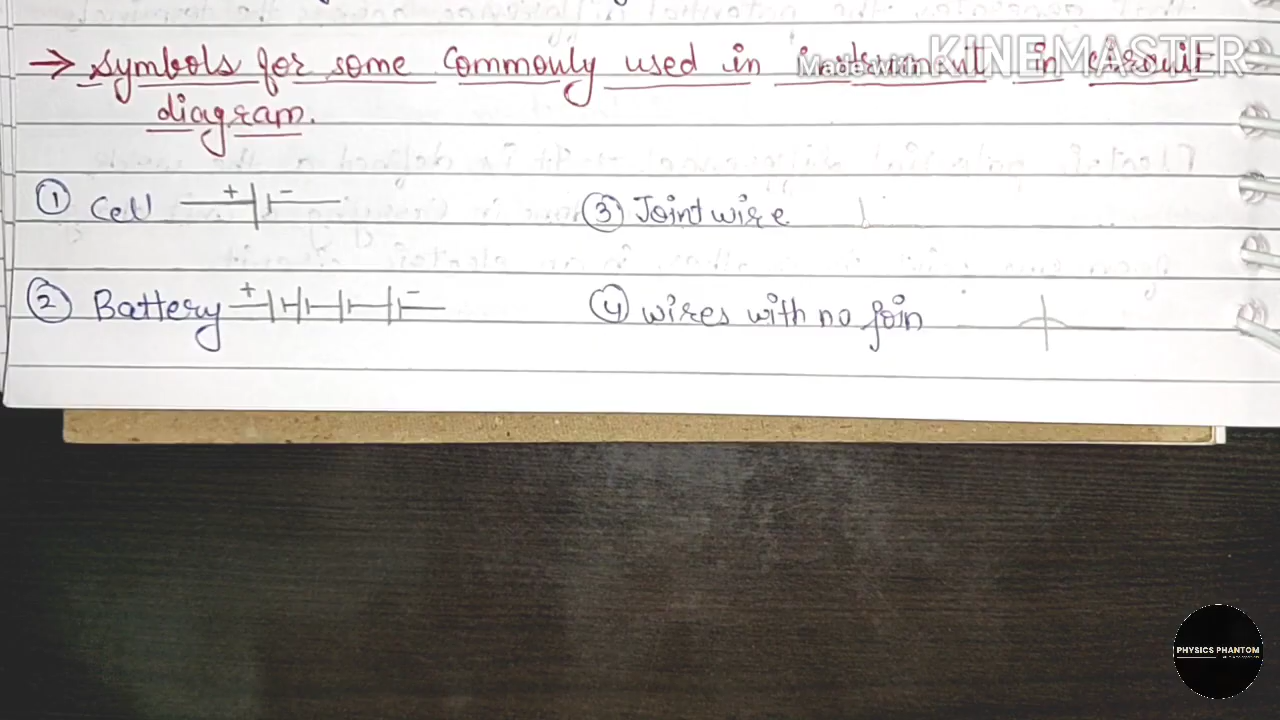 → Symbols for some commonly used in instrument in circuit
diagram.
① Cell + -
③ Joint wire
② Battery + -
④ wires with no join
Made with KINEMASTER
PHYSICS PHANTOM